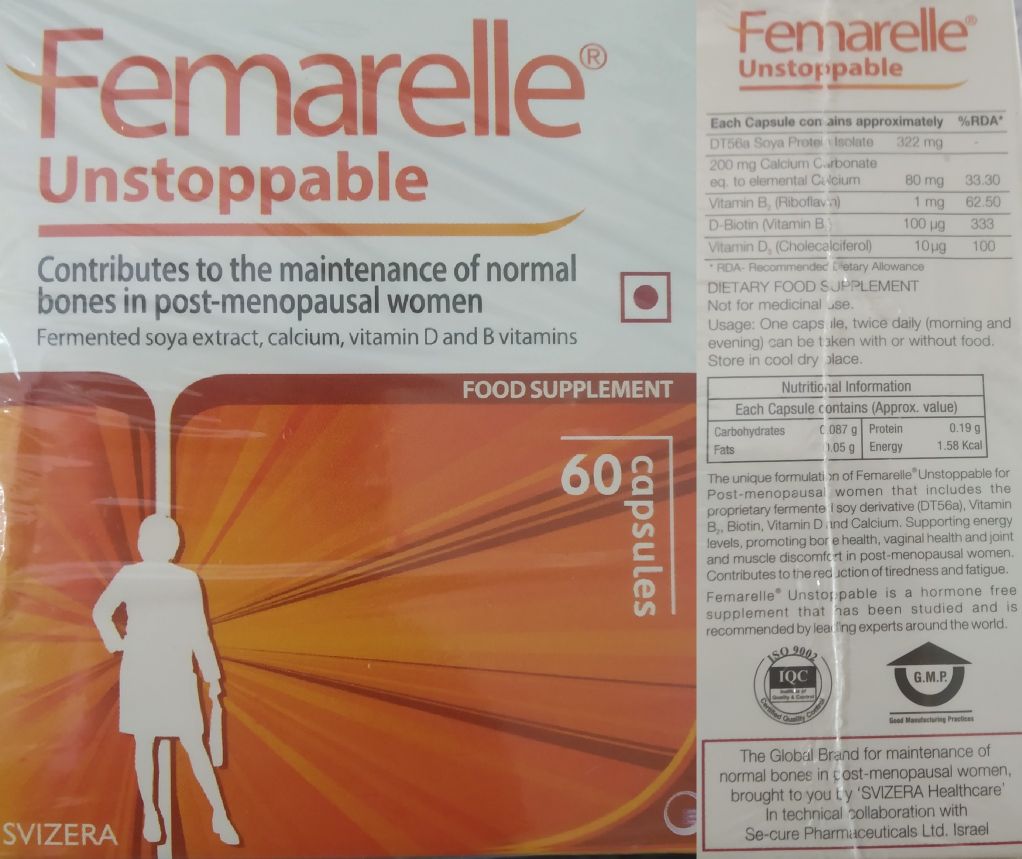 Femarelle®
Unstoppable
Contributes to the maintenance of normal
bones in post-menopausal women
Fermented soya extract, calcium, vitamin D and B vitamins
FOOD SUPPLEMENT
60
capsules
SVIZERA
Femarelle®
Unstoppable
Each Capsule contains approximately %RDA*
DT56a Soya Protein Isolate 322 mg -
200 mg Calcium Carbonate
eq. to elemental Calcium 80 mg 33.30
Vitamin B₂ (Riboflavin) 1 mg 62.50
D-Biotin (Vitamin B 100 µg 333
Vitamin D₃ (Cholecalciferol) 10µg 100
* RDA- Recommended Dietary Allowance
DIETARY FOOD SUPPLEMENT
Not for medicinal use.
Usage: One capsule, twice daily (morning and
evening) can be taken with or without food.
Store in cool dry place.
Nutritional Information
Each Capsule contains (Approx. value)
Carbohydrates 0.087 g Protein 0.19 g
Fats 0.05 g Energy 1.58 Kcal
The unique formulation of Femarelle® Unstoppable for
Post-menopausal women that includes the
proprietary fermented soy derivative (DT56a), Vitamin
B₂, Biotin, Vitamin D and Calcium. Supporting energy
levels, promoting bone health, vaginal health and joint
and muscle discomfort in post-menopausal women.
Contributes to the reduction of tiredness and fatigue.
Femarelle® Unstoppable is a hormone free
supplement that has been studied and is
recommended by leading experts around the world.
ISO 9002
IQC
Institute of
Quality & Control
Certified Quality Control
G.M.P.
Good Manufacturing Practices
The Global Brand for maintenance of
normal bones in post-menopausal women,
brought to you by 'SVIZERA Healthcare'
In technical collaboration with
Se-cure Pharmaceuticals Ltd. Israel